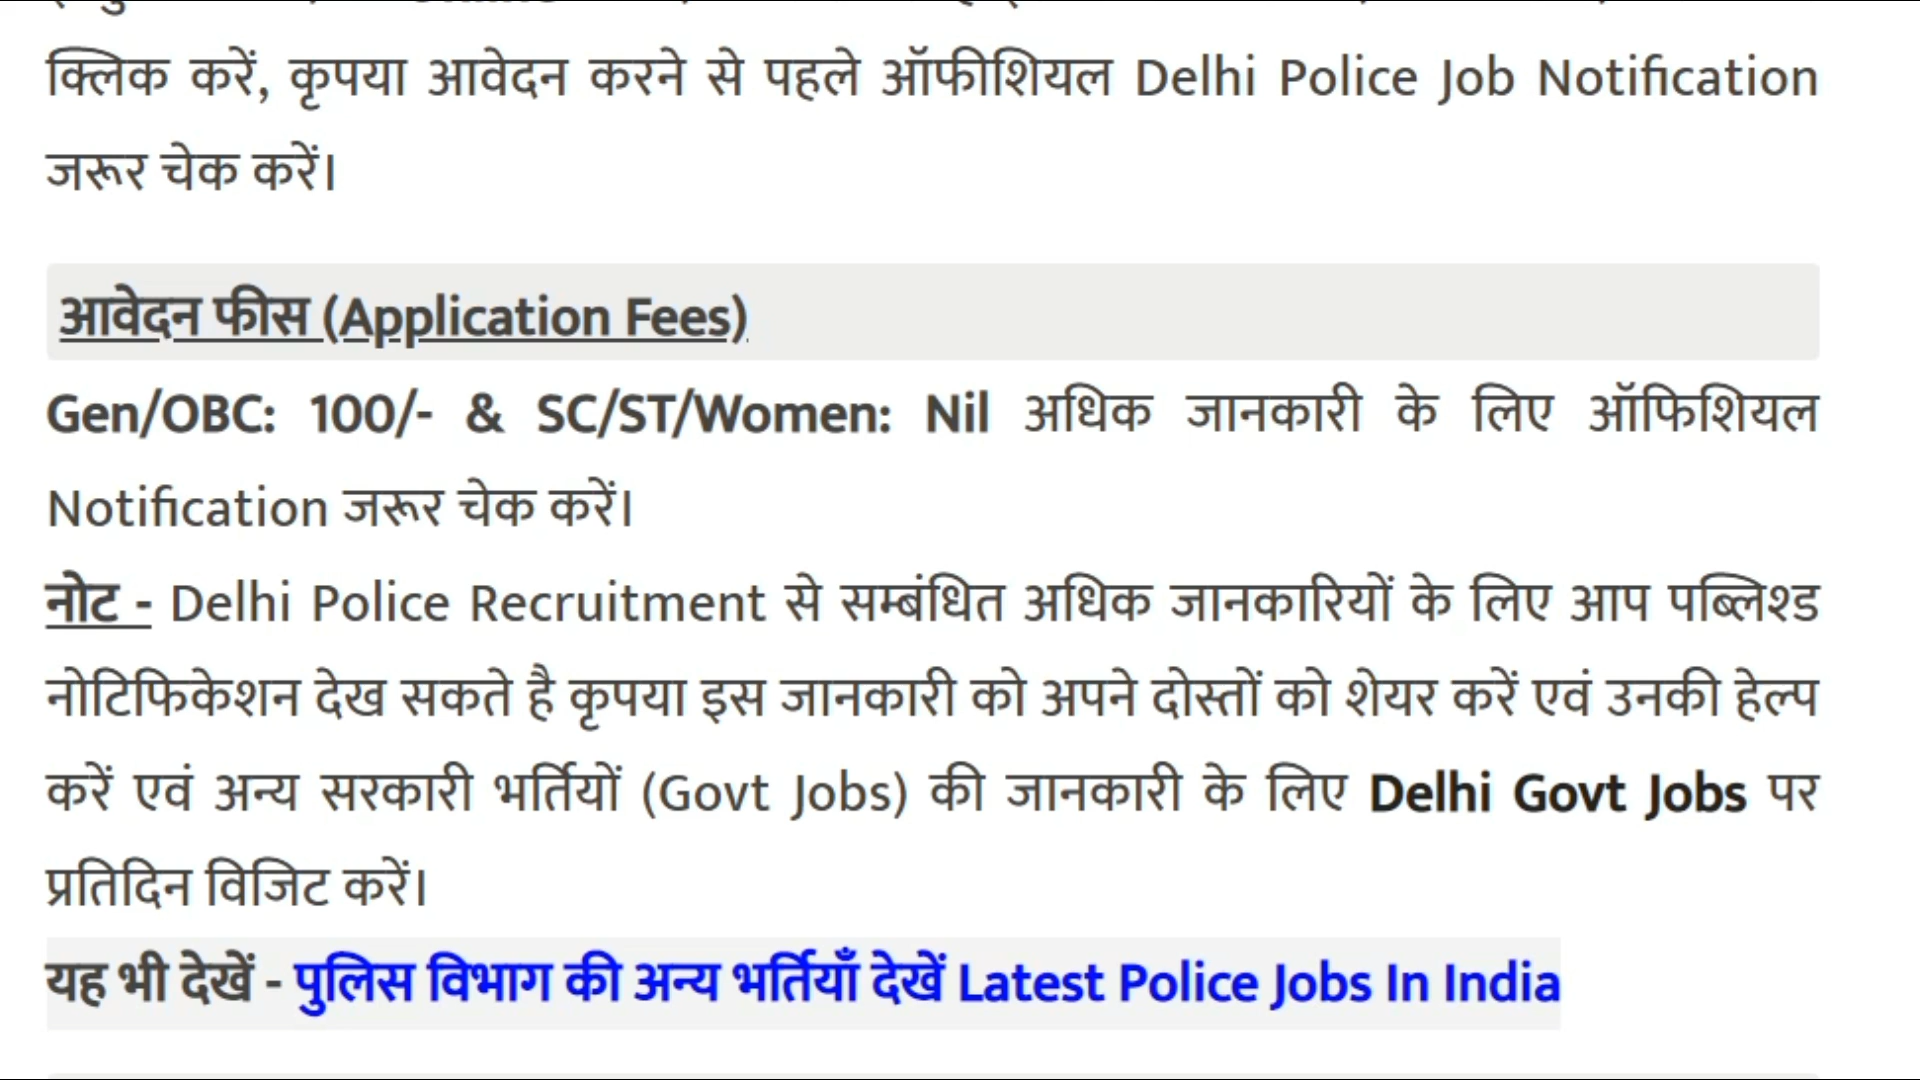 क्लिक करें, कृपया आवेदन करने से पहले ऑफीशियल Delhi Police Job Notification
जरूर चेक करें।
आवेदन फीस (Application Fees)
Gen/OBC: 100/- & SC/ST/Women: Nil अधिक जानकारी के लिए ऑफिशियल
Notification जरूर चेक करें।
नोट - Delhi Police Recruitment से सम्बंधित अधिक जानकारियों के लिए आप पब्लिश्ड
नोटिफिकेशन देख सकते है कृपया इस जानकारी को अपने दोस्तों को शेयर करें एवं उनकी हेल्प
करें एवं अन्य सरकारी भर्तियों (Govt Jobs) की जानकारी के लिए Delhi Govt Jobs पर
प्रतिदिन विजिट करें।
यह भी देखें - पुलिस विभाग की अन्य भर्तियाँ देखें Latest Police Jobs In India